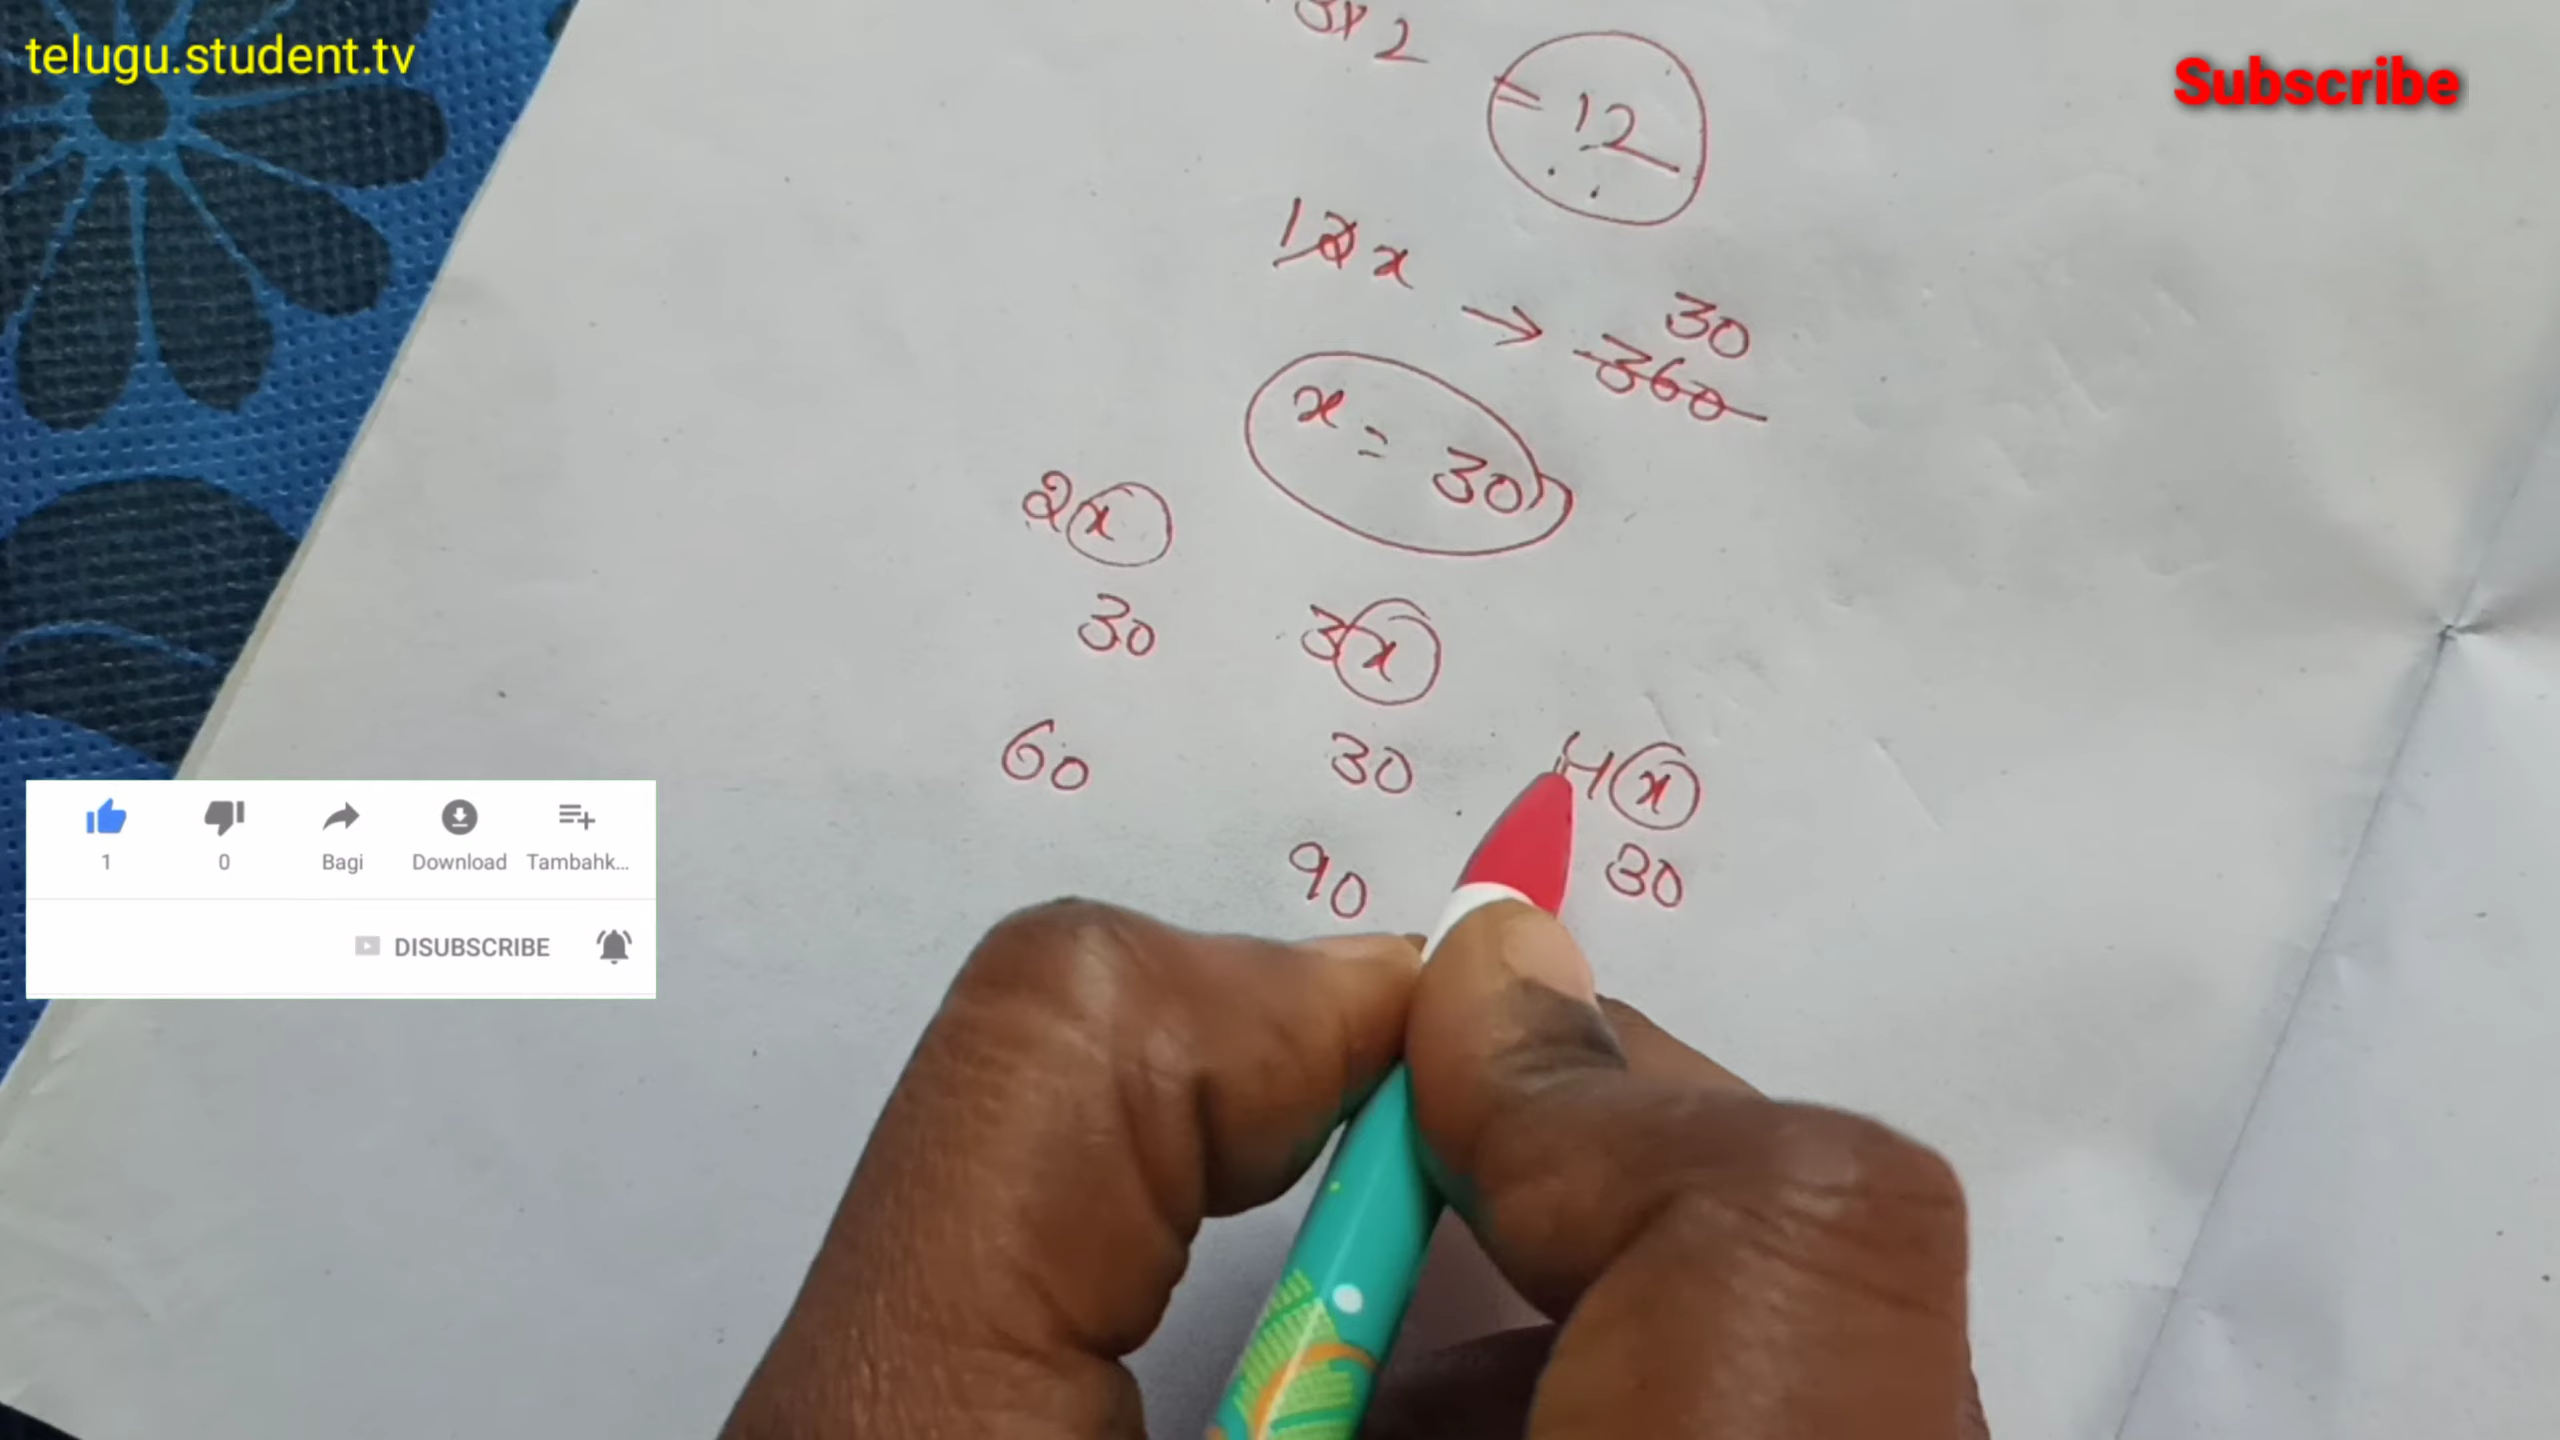 telugu.student.tv
Subscribe
3x2
= 12
12x → 360
30
x = 30
2x
30
60
3x
30
90
4x
30
1
0
Bagi
Download
Tambahk...
DISUBSCRIBE